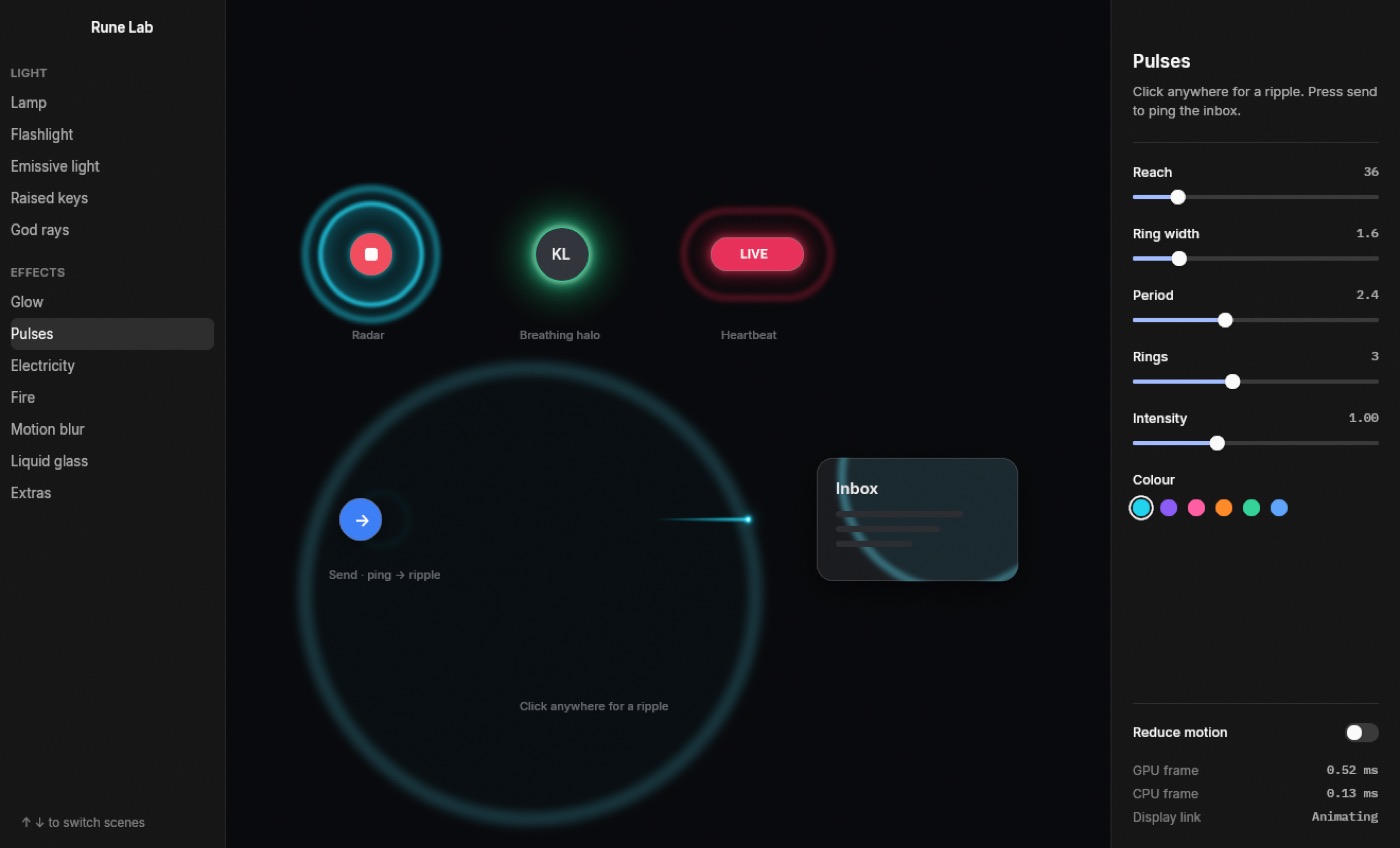 Rune Lab
LIGHT
Lamp
Flashlight
Emissive light
Raised keys
God rays
EFFECTS
Glow
Pulses
Electricity
Fire
Motion blur
Liquid glass
Extras
↑ ↓ to switch scenes
KL
LIVE
Radar
Breathing halo
Heartbeat
Inbox
Send · ping → ripple
Click anywhere for a ripple
Pulses
Click anywhere for a ripple. Press send
to ping the inbox.
Reach 36
Ring width 1.6
Period 2.4
Rings 3
Intensity 1.00
Colour
Reduce motion
GPU frame 0.52 ms
CPU frame 0.13 ms
Display link Animating